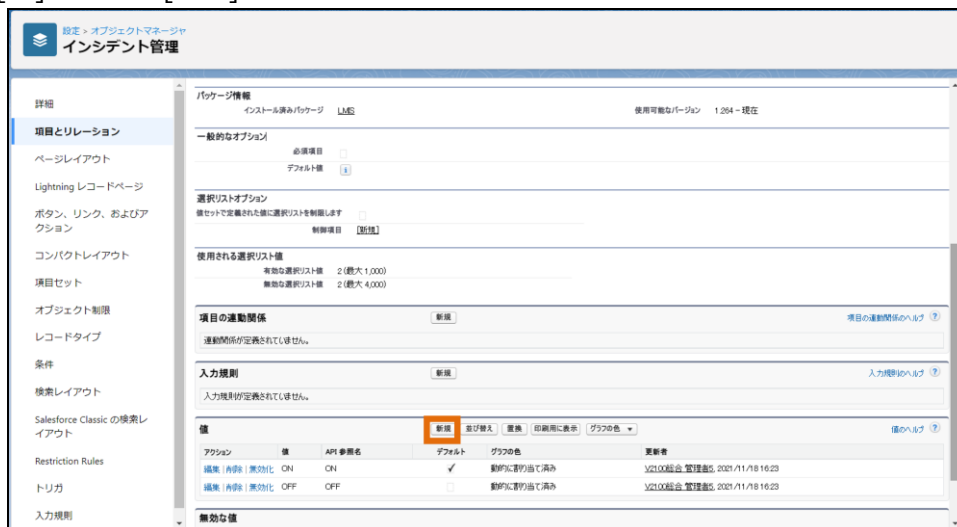 設定 > オブジェクトマネージャ
インシデント管理
詳細
項目とリレーション
ページレイアウト
Lightning レコードページ
ボタン、リンク、およびア
クション
コンパクトレイアウト
項目セット
オブジェクト制限
レコードタイプ
条件
検索レイアウト
Salesforce Classic の検索レ
イアウト
Restriction Rules
トリガ
入力規則
パッケージ情報
インストール済みパッケージ LMS 使用可能なバージョン 1.264 - 現在
一般的なオプション
必須項目
デフォルト値 i
選択リストオプション
値セットで定義された値に選択リストを制限します
制御項目 [新規]
使用される選択リスト値
有効な選択リスト値 2 (最大 1,000)
無効な選択リスト値 2 (最大 4,000)
項目の連動関係 新規 項目の連動関係のヘルプ ?
連動関係が定義されていません。
入力規則 新規 入力規則のヘルプ ?
入力規則が定義されていません。
値 新規 並び替え 置換 印刷用に表示 グラフの色 ▼ 値のヘルプ ?
アクション 値 API 参照名 デフォルト グラフの色 更新者
編集 | 削除 | 無効化 ON ON ✓ 動的に割り当て済み V2100総合 管理者5, 2021/11/18 16:23
編集 | 削除 | 無効化 OFF OFF 動的に割り当て済み V2100総合 管理者5, 2021/11/18 16:23
無効な値